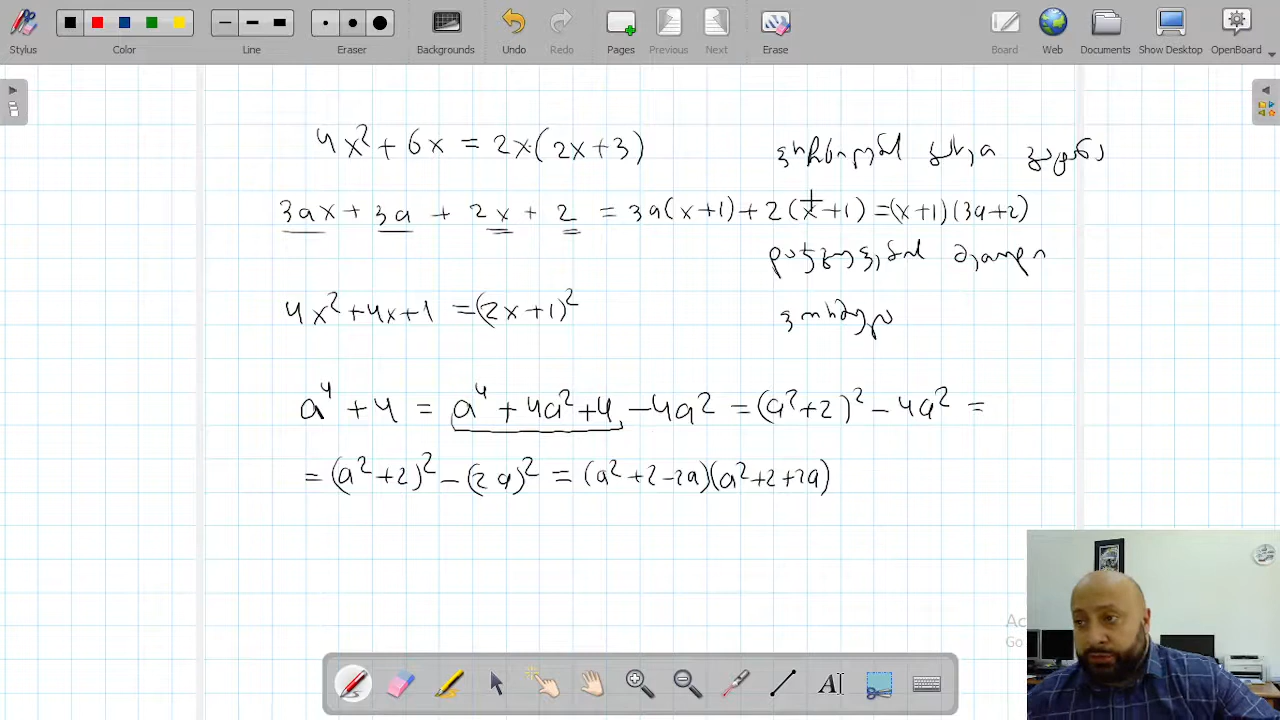 Stylus Color Line Eraser Backgrounds Undo Redo Pages Previous Next Erase Board Web Documents Show Desktop OpenBoard
4x² + 6x = 2x(2x+3)
3ax + 3a + 2x + 2 = 3a(x+1) + 2(x+1) = (x+1)(3a+2)
4x² + 4x + 1 = (2x+1)²
ფორმულა
a⁴ + 4 = a⁴ + 4a² + 4 - 4a² = (a²+2)² - 4a² =
= (a²+2)² - (2a)² = (a²+2-2a)(a²+2+2a)
Ac
Go